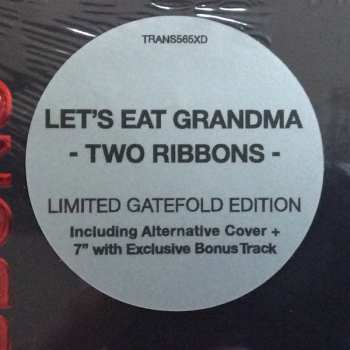 TRANS565XD
LET'S EAT GRANDMA
- TWO RIBBONS -
LIMITED GATEFOLD EDITION
Including Alternative Cover +
7" with Exclusive Bonus Track